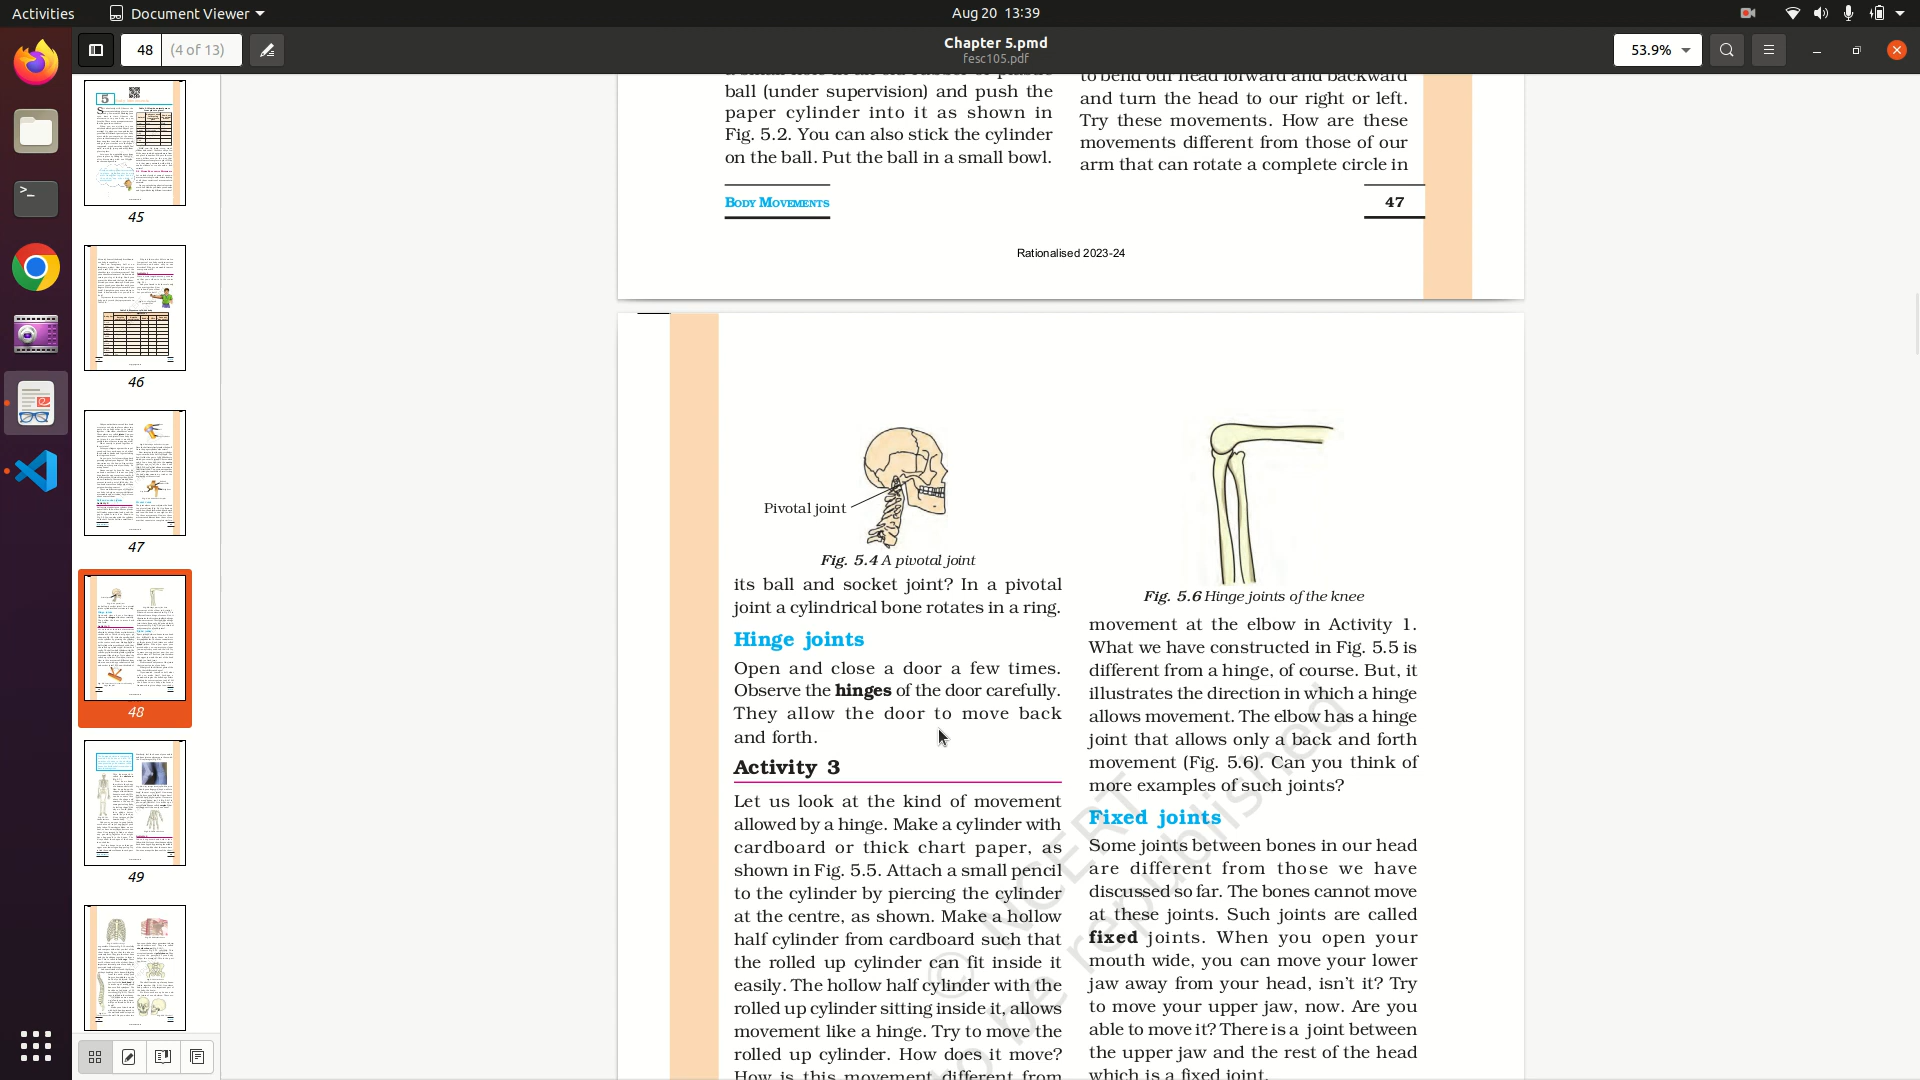 Activities
Document Viewer
Aug 20 13:39
48
(4 of 13)
Chapter 5.pmd
fesc105.pdf
53.9%
45
46
47
48
49
ball (under supervision) and push the
paper cylinder into it as shown in
Fig. 5.2. You can also stick the cylinder
on the ball. Put the ball in a small bowl.
to bend our head forward and backward
and turn the head to our right or left.
Try these movements. How are these
movements different from those of our
arm that can rotate a complete circle in
BODY MOVEMENTS
47
Rationalised 2023-24
Pivotal joint
Fig. 5.4 A pivotal joint
its ball and socket joint? In a pivotal
joint a cylindrical bone rotates in a ring.
Hinge joints
Open and close a door a few times.
Observe the hinges of the door carefully.
They allow the door to move back
and forth.
Activity 3
Let us look at the kind of movement
allowed by a hinge. Make a cylinder with
cardboard or thick chart paper, as
shown in Fig. 5.5. Attach a small pencil
to the cylinder by piercing the cylinder
at the centre, as shown. Make a hollow
half cylinder from cardboard such that
the rolled up cylinder can fit inside it
easily. The hollow half cylinder with the
rolled up cylinder sitting inside it, allows
movement like a hinge. Try to move the
rolled up cylinder. How does it move?
How is this movement different from
Fig. 5.6 Hinge joints of the knee
movement at the elbow in Activity 1.
What we have constructed in Fig. 5.5 is
different from a hinge, of course. But, it
illustrates the direction in which a hinge
allows movement. The elbow has a hinge
joint that allows only a back and forth
movement (Fig. 5.6). Can you think of
more examples of such joints?
Fixed joints
Some joints between bones in our head
are different from those we have
discussed so far. The bones cannot move
at these joints. Such joints are called
fixed joints. When you open your
mouth wide, you can move your lower
jaw away from your head, isn't it? Try
to move your upper jaw, now. Are you
able to move it? There is a joint between
the upper jaw and the rest of the head
which is a fixed joint.
© NCERT
to be republished